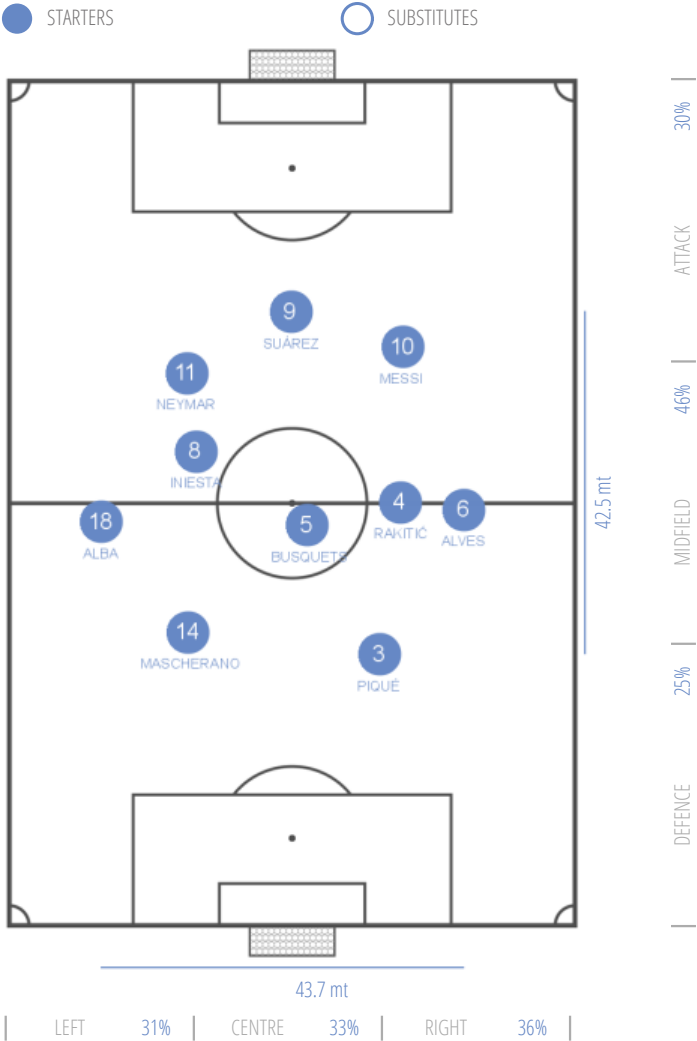 STARTERS
SUBSTITUTES
30%
ATTACK
9
SUÁREZ
10
MESSI
11
NEYMAR
46%
8
INIESTA
4
RAKITIĆ
6
ALVES
18
ALBA
5
BUSQUETS
42.5 mt
MIDFIELD
14
MASCHERANO
3
PIQUÉ
25%
DEFENCE
43.7 mt
LEFT 31% CENTRE 33% RIGHT 36%